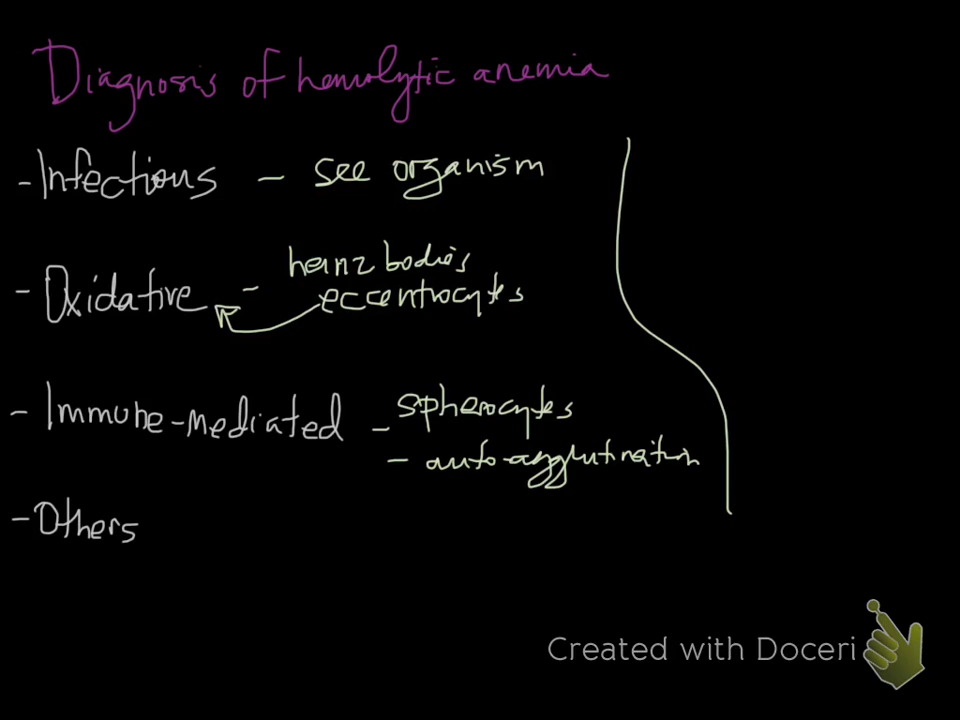 Diagnosis of hemolytic anemia
- Infectious - see organism
- Oxidative - heinz bodies
eccentrocytes
- Immune-mediated - spherocytes
- auto-agglutination
- Others
Created with Doceri